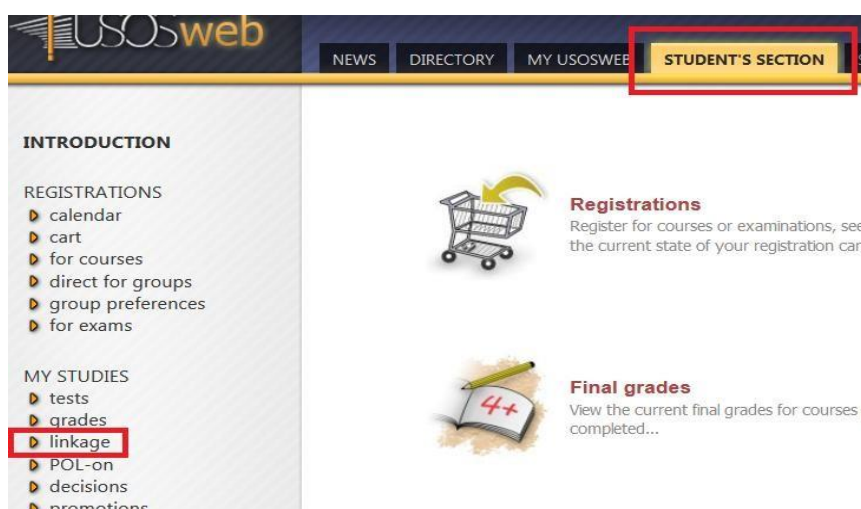 USOSweb
NEWS DIRECTORY MY USOSWEB STUDENT'S SECTION
INTRODUCTION
REGISTRATIONS
calendar
cart
for courses
direct for groups
group preferences
for exams
MY STUDIES
tests
grades
linkage
POL-on
decisions
promotions
Registrations
Register for courses or examinations, see
the current state of your registration
4+
Final grades
View the current final grades for courses
completed...